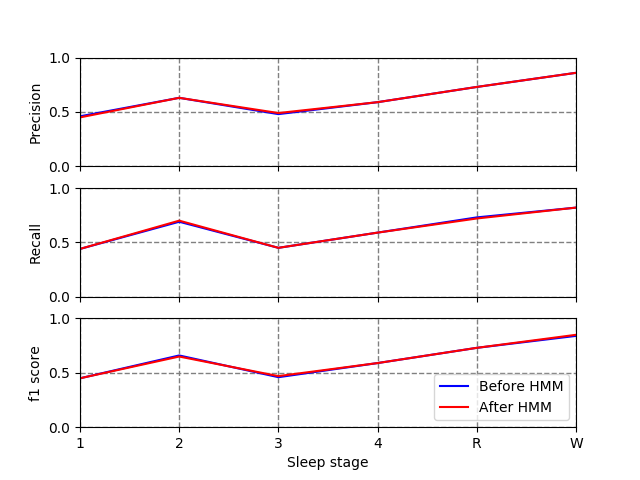 1.0
Precision
0.5
0.0
1.0
Recall
0.5
0.0
1.0
f1 score
0.5
0.0
Before HMM
After HMM
1 2 3 4 R W
Sleep stage